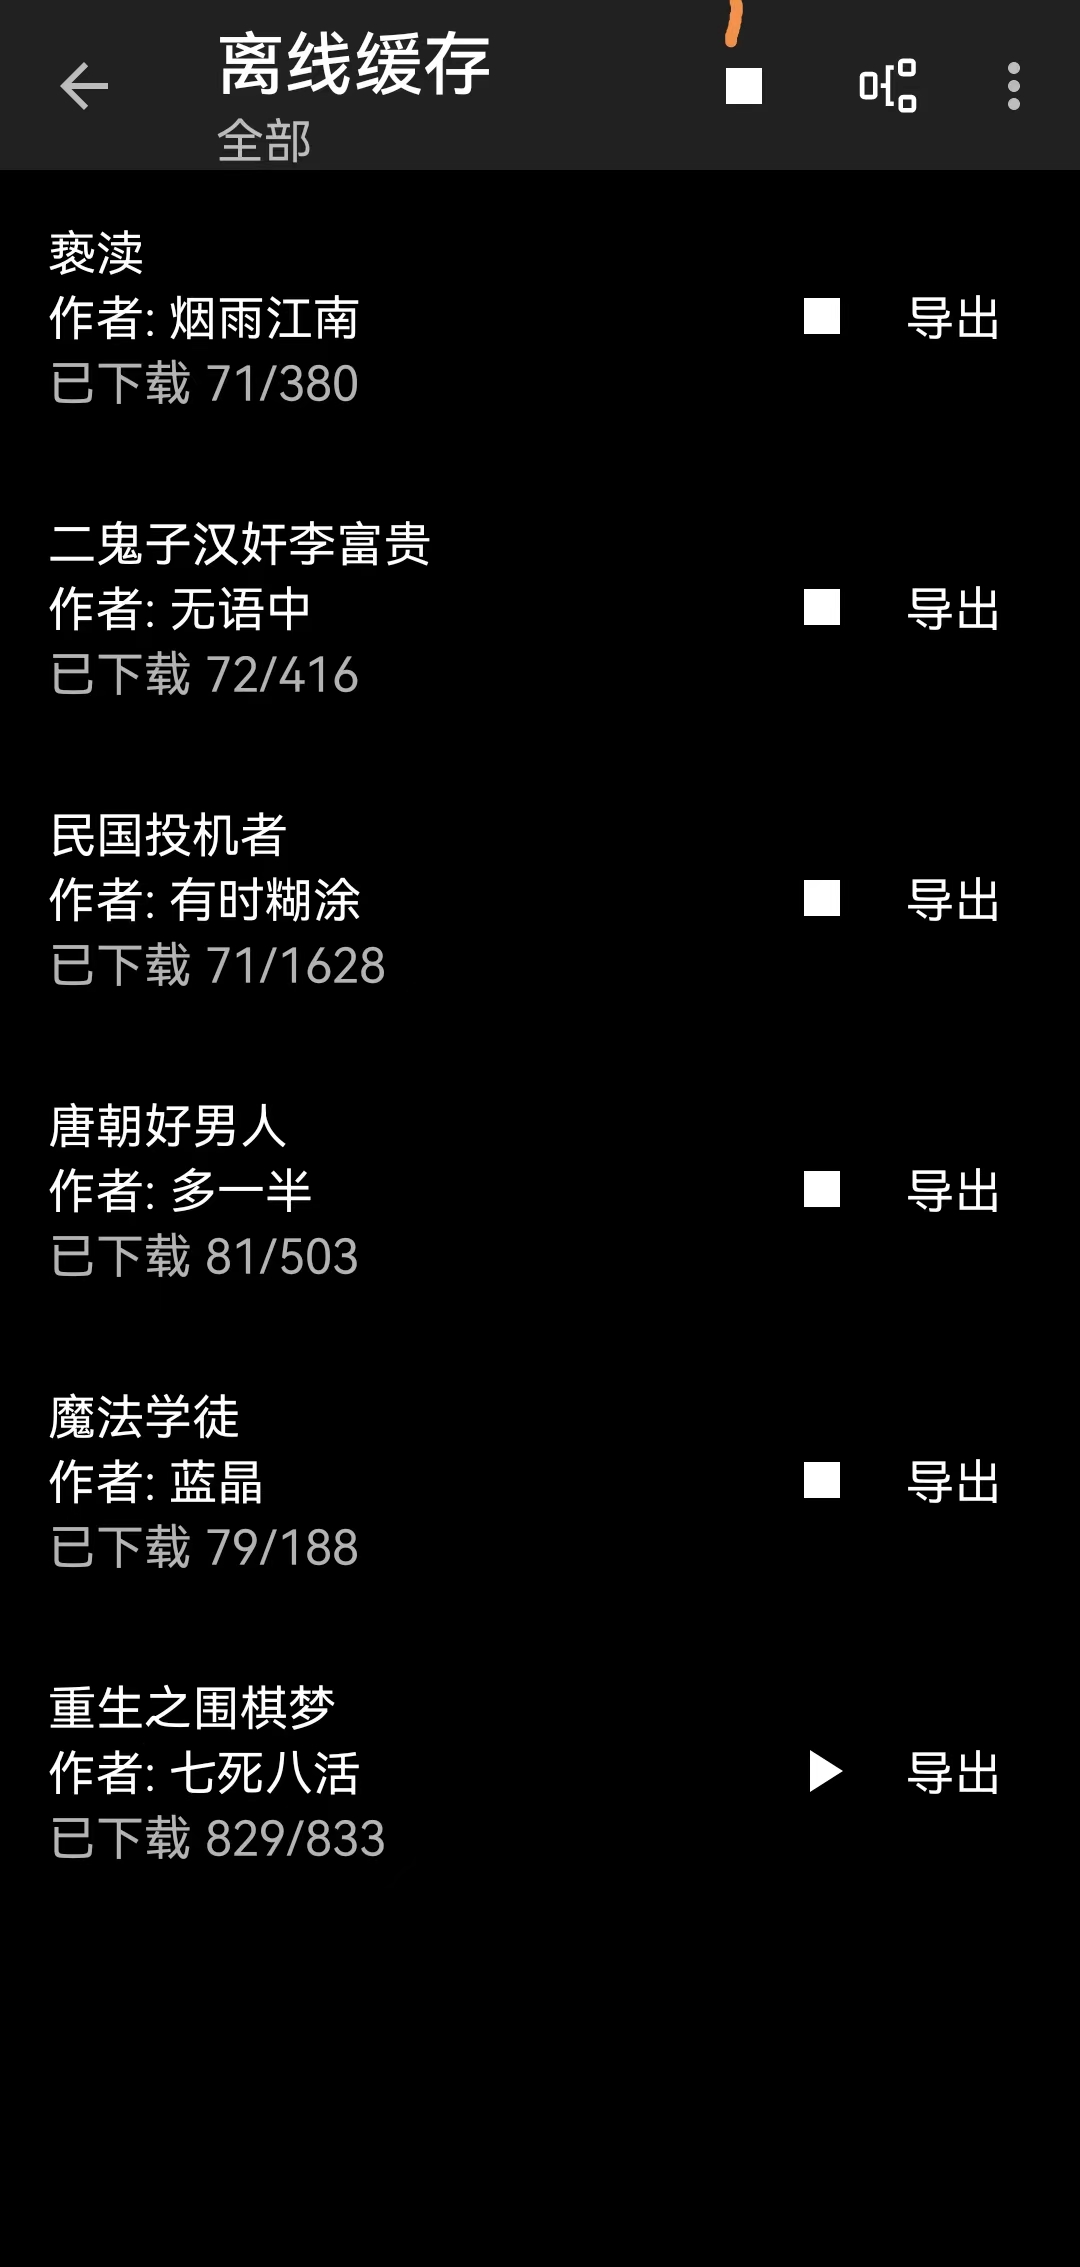 离线缓存
全部
亵渎
作者: 烟雨江南
已下载 71/380
导出
二鬼子汉奸李富贵
作者: 无语中
已下载 72/416
导出
民国投机者
作者: 有时糊涂
已下载 71/1628
导出
唐朝好男人
作者: 多一半
已下载 81/503
导出
魔法学徒
作者: 蓝晶
已下载 79/188
导出
重生之围棋梦
作者: 七死八活
已下载 829/833
导出